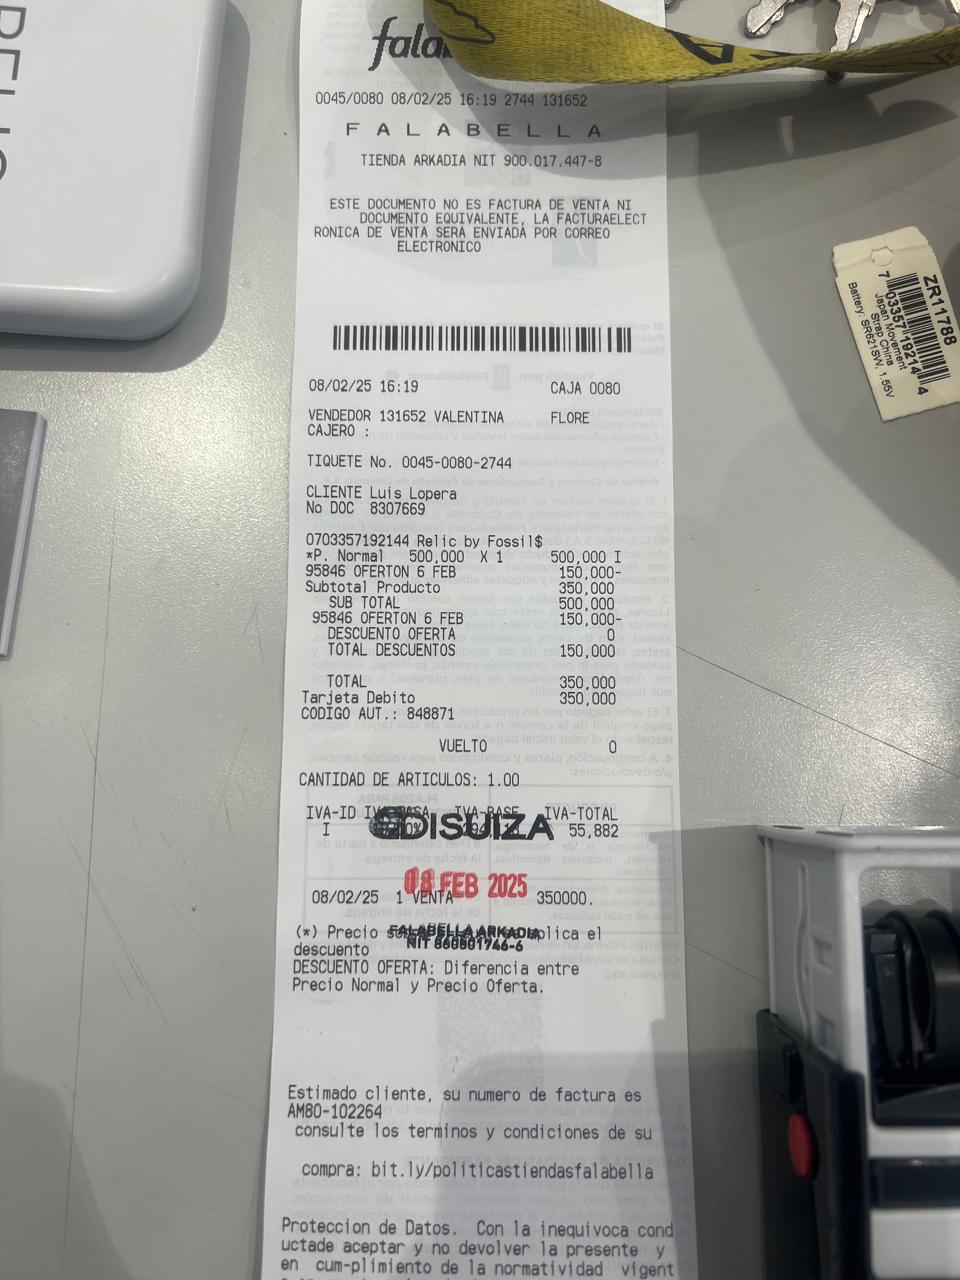 0045/0080 08/02/25 16:19 2744 131652
FALABELLA
TIENDA ARKADIA NIT 900.017.447-8
ESTE DOCUMENTO NO ES FACTURA DE VENTA NI
DOCUMENTO EQUIVALENTE, LA FACTURAELECT
RONICA DE VENTA SERA ENVIADA POR CORREO
ELECTRONICO
08/02/25 16:19 CAJA 0080
VENDEDOR 131652 VALENTINA FLORE
CAJERO :
TIQUETE No. 0045-0080-2744
CLIENTE Luis Lopera
No DOC 8307669
0703357192144 Relic by Fossil$
*P. Normal 500,000 X 1 500,000 I
95846 OFERTON 6 FEB 150,000-
Subtotal Producto 350,000
SUB TOTAL 500,000
95846 OFERTON 6 FEB 150,000-
DESCUENTO OFERTA 0
TOTAL DESCUENTOS 150,000
TOTAL 350,000
Tarjeta Debito 350,000
CODIGO AUT.: 848871
VUELTO 0
CANTIDAD DE ARTICULOS: 1.00
IVA-ID IVA-BASE IVA-TOTAL
I 55,882
DISUIZA
08 FEB 2025
08/02/25 1 VENTA 350000.
(*) Precio el
FALABELLA ARKADIA
NIT 860601746-6
descuento
DESCUENTO OFERTA: Diferencia entre
Precio Normal y Precio Oferta.
Estimado cliente, su numero de factura es
AM80-102264
consulte los terminos y condiciones de su
compra: bit.ly/politicastiendasfalabella
Proteccion de Datos. Con la inequivoca cond
uctade aceptar y no devolver la presente y
en cum-plimiento de la normatividad vigent
ZR11788
7 03357 19214 4
Japan Movement
Strap China
Battery: SR621SW, 1.55V